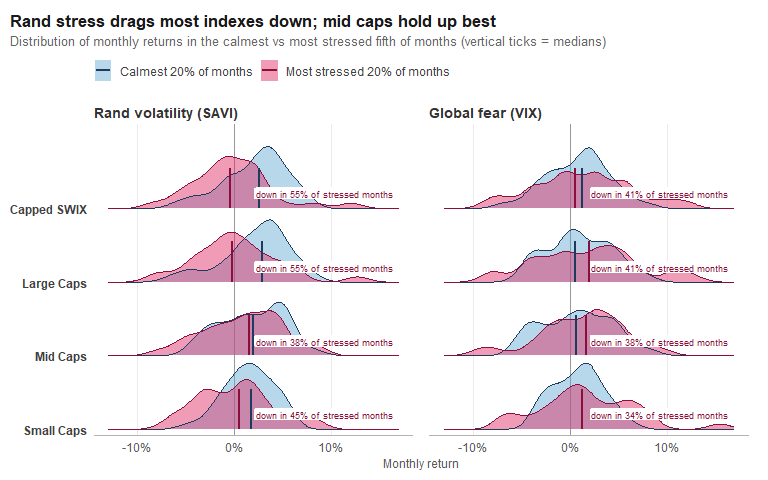 Rand stress drags most indexes down; mid caps hold up best
Distribution of monthly returns in the calmest vs most stressed fifth of months (vertical ticks = medians)
Calmest 20% of months
Most stressed 20% of months
Rand volatility (SAVI)
Global fear (VIX)
Capped SWIX
down in 55% of stressed months
down in 41% of stressed months
Large Caps
down in 55% of stressed months
down in 41% of stressed months
Mid Caps
down in 38% of stressed months
down in 38% of stressed months
Small Caps
down in 45% of stressed months
down in 34% of stressed months
-10%
0%
10%
-10%
0%
10%
Monthly return